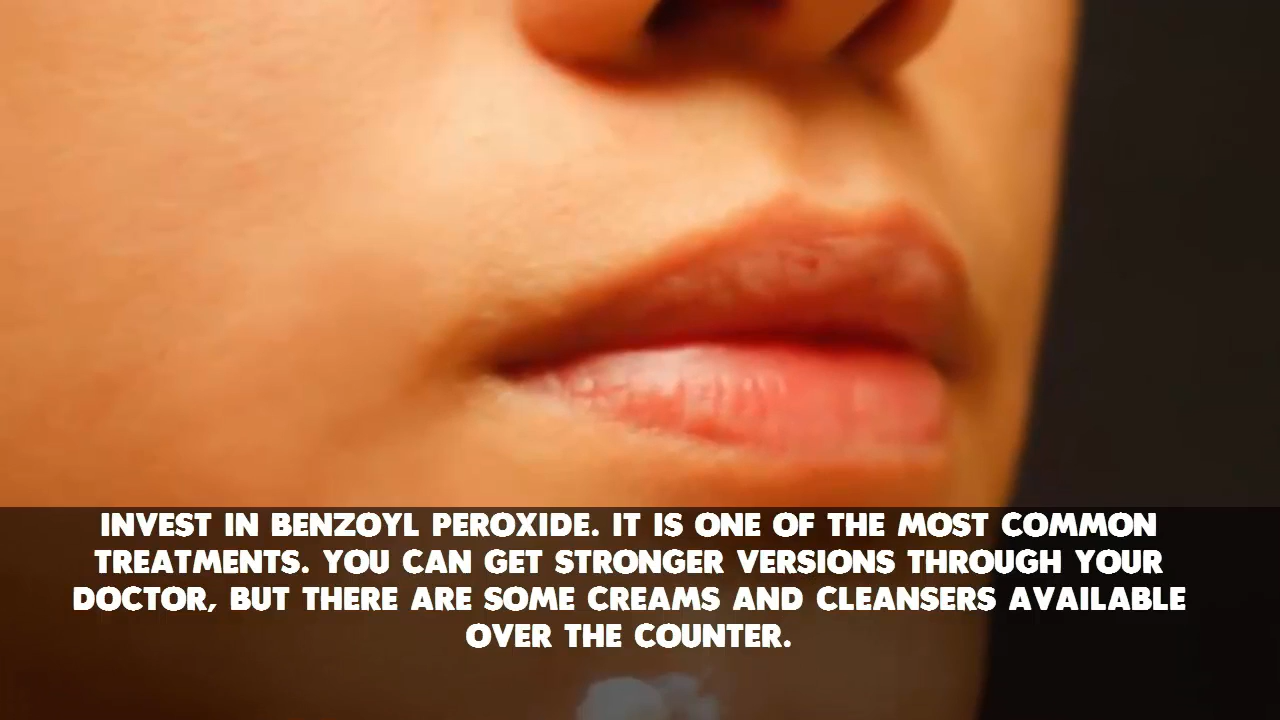 INVEST IN BENZOYL PEROXIDE. IT IS ONE OF THE MOST COMMON
TREATMENTS. YOU CAN GET STRONGER VERSIONS THROUGH YOUR
DOCTOR, BUT THERE ARE SOME CREAMS AND CLEANSERS AVAILABLE
OVER THE COUNTER.